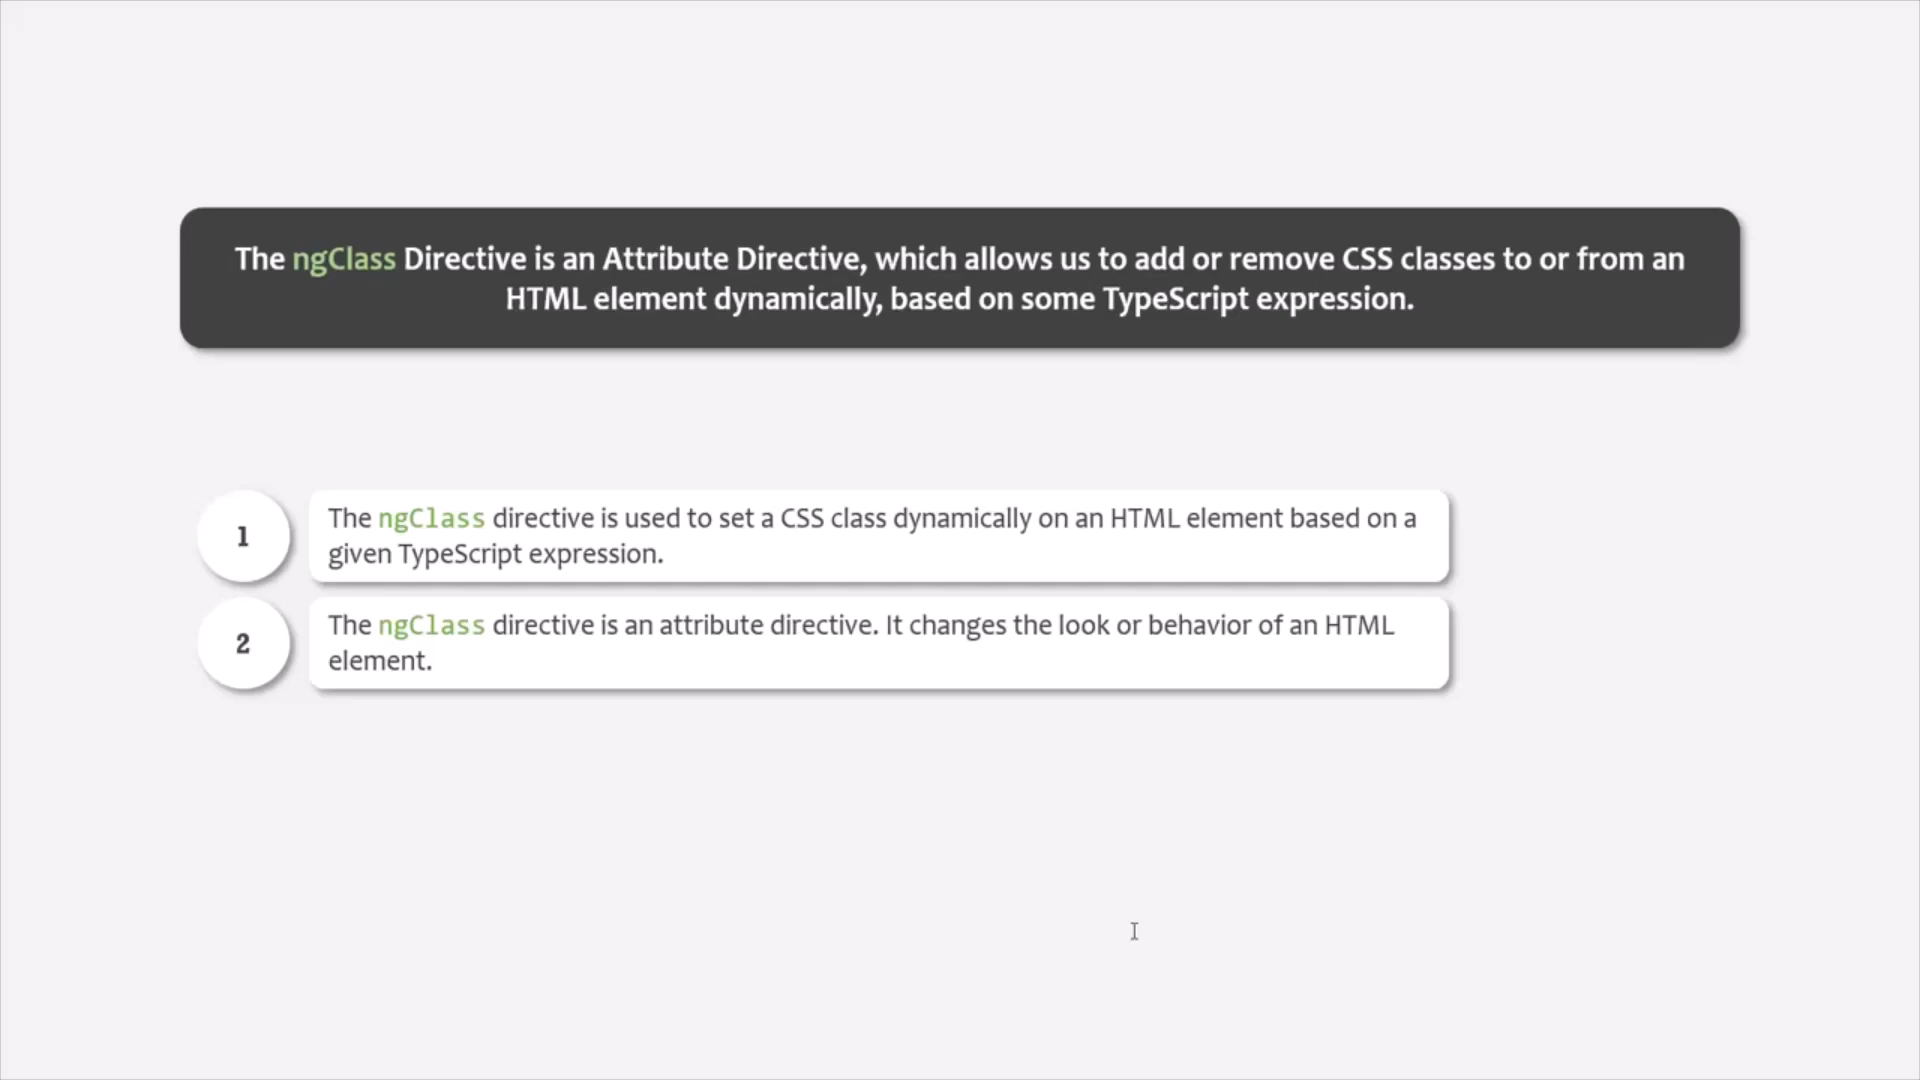 The ngClass Directive is an Attribute Directive, which allows us to add or remove CSS classes to or from an
HTML element dynamically, based on some TypeScript expression.
1
The ngClass directive is used to set a CSS class dynamically on an HTML element based on a
given TypeScript expression.
2
The ngClass directive is an attribute directive. It changes the look or behavior of an HTML
element.